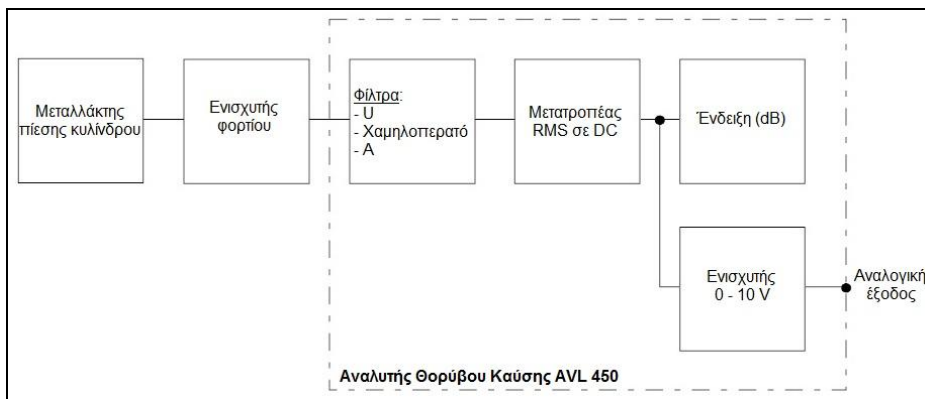 Μεταλλάκτης
πίεσης κυλίνδρου
Ενισχυτής
φορτίου
Φίλτρα:
- U
- Χαμηλοπερατό
- A
Μετατροπέας
RMS σε DC
Ένδειξη (dB)
Ενισχυτής
0 - 10 V
Αναλογική
έξοδος
Αναλυτής Θορύβου Καύσης AVL 450